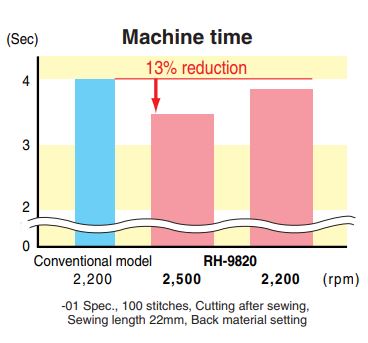 Machine time
(Sec)
13% reduction
4
3
2
0
Conventional model RH-9820
2,200 2,500 2,200 (rpm)
-01 Spec., 100 stitches, Cutting after sewing,
Sewing length 22mm, Back material setting